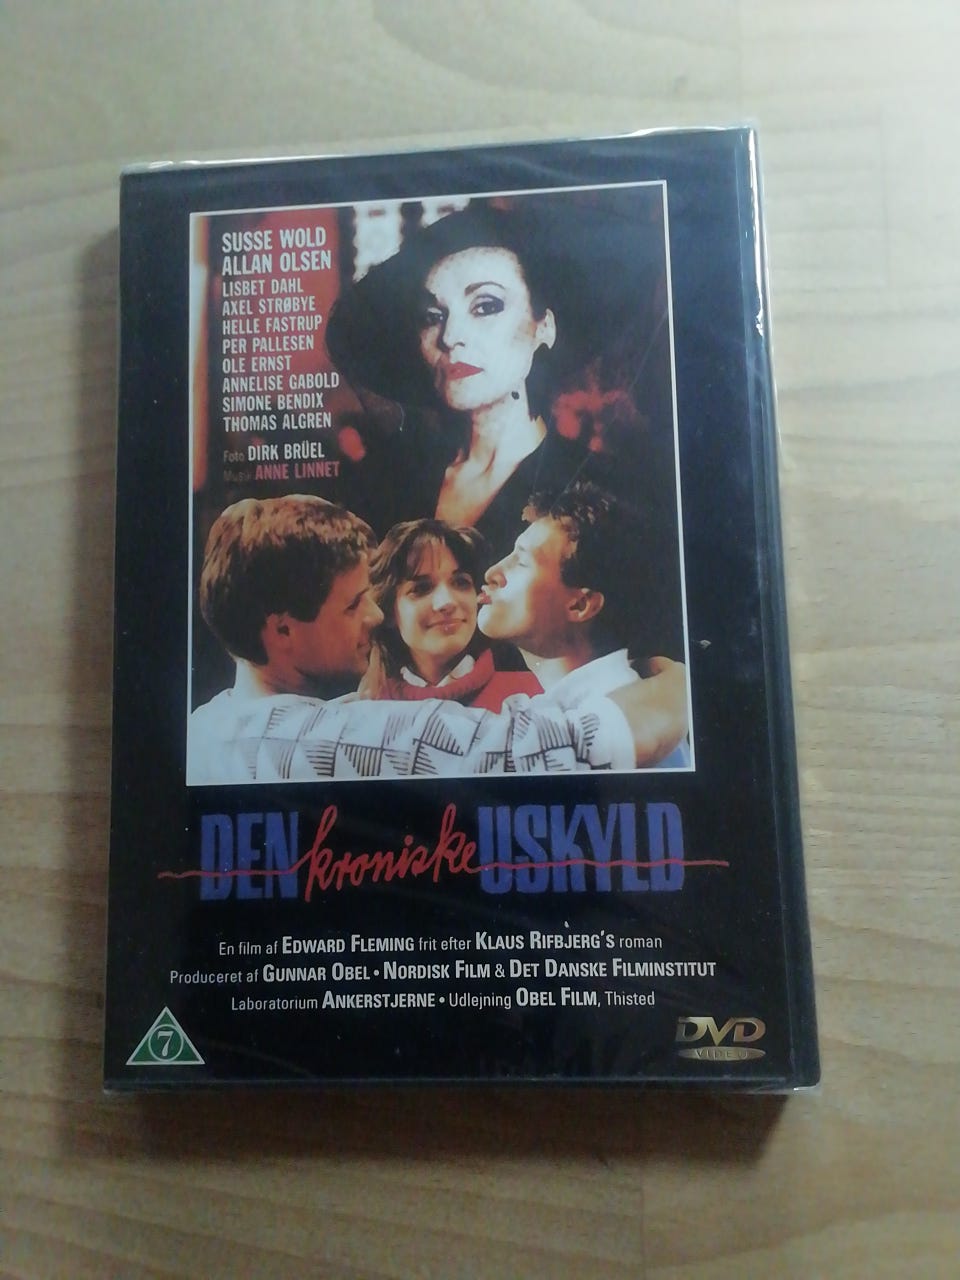 SUSSE WOLD
ALLAN OLSEN
LISBET DAHL
AXEL STRØBYE
HELLE FASTRUP
PER PALLESEN
OLE ERNST
ANNELISE GABOLD
SIMONE BENDIX
THOMAS ALGREN
Foto DIRK BRÜEL
Musik ANNE LINNET
DEN kroniske USKYLD
En film af EDWARD FLEMING frit efter KLAUS RIFBJERG'S roman
Produceret af GUNNAR OBEL • NORDISK FILM & DET DANSKE FILMINSTITUT
Laboratorium ANKERSTJERNE • Udlejning OBEL FILM, Thisted
7
DVD
VIDEO